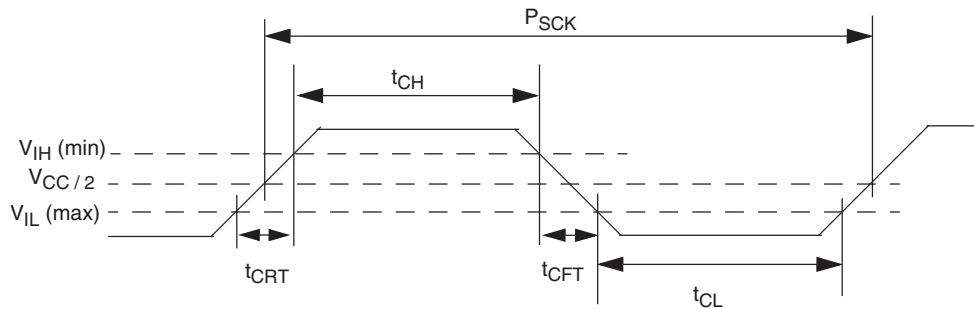 PSCK
tCH
VIH (min)
VCC / 2
VIL (max)
tCRT
tCFT
tCL